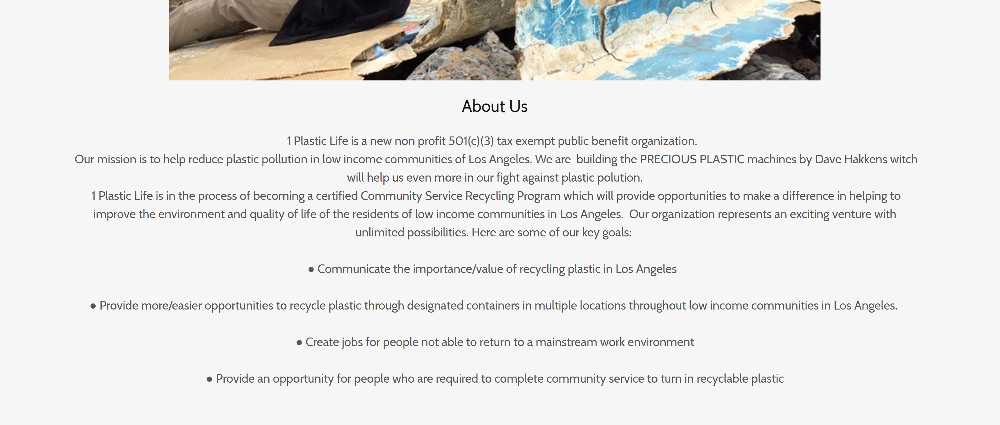 About Us
1 Plastic Life is a new non profit 501(c)(3) tax exempt public benefit organization.
Our mission is to help reduce plastic pollution in low income communities of Los Angeles. We are  building the PRECIOUS PLASTIC machines by Dave Hakkens witch
will help us even more in our fight against plastic polution.
1 Plastic Life is in the process of becoming a certified Community Service Recycling Program which will provide opportunities to make a difference in helping to
improve the environment and quality of life of the residents of low income communities in Los Angeles.  Our organization represents an exciting venture with
unlimited possibilities. Here are some of our key goals:
● Communicate the importance/value of recycling plastic in Los Angeles
● Provide more/easier opportunities to recycle plastic through designated containers in multiple locations throughout low income communities in Los Angeles.
● Create jobs for people not able to return to a mainstream work environment
● Provide an opportunity for people who are required to complete community service to turn in recyclable plastic